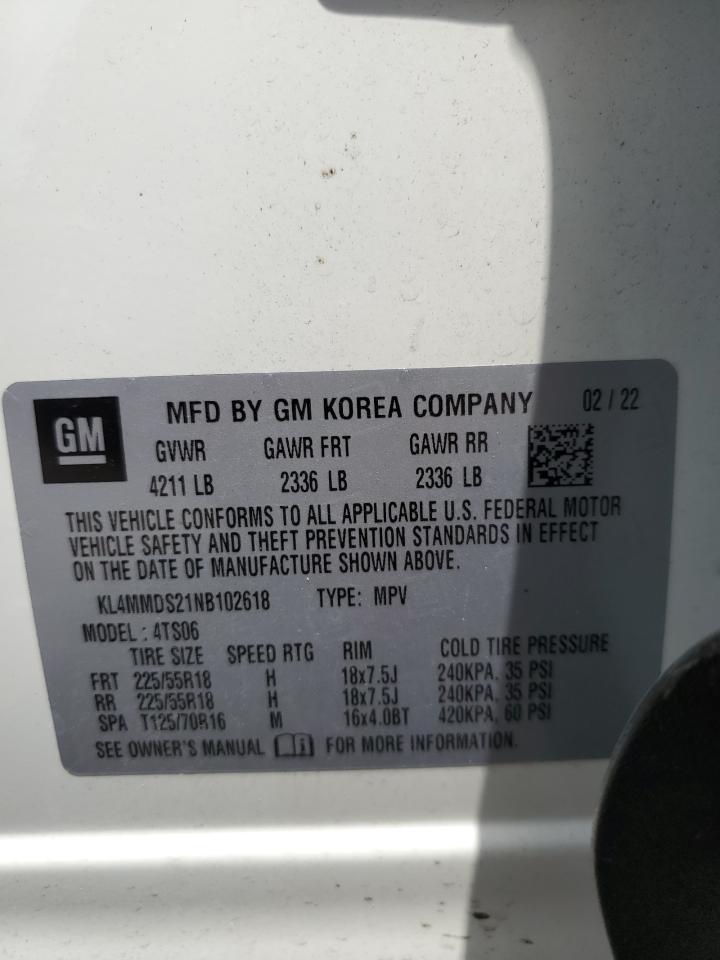 GM
MFD BY GM KOREA COMPANY 02 / 22
GVWR GAWR FRT GAWR RR
4211 LB 2336 LB 2336 LB
THIS VEHICLE CONFORMS TO ALL APPLICABLE U.S. FEDERAL MOTOR
VEHICLE SAFETY AND THEFT PREVENTION STANDARDS IN EFFECT
ON THE DATE OF MANUFACTURE SHOWN ABOVE.
KL4MMDS21NB102618 TYPE: MPV
MODEL : 4TS06
TIRE SIZE SPEED RTG RIM COLD TIRE PRESSURE
FRT 225/55R18 H 18x7.5J 240KPA, 35 PSI
RR 225/55R18 H 18x7.5J 240KPA, 35 PSI
SPA T125/70R16 M 16x4.0BT 420KPA, 60 PSI
SEE OWNER'S MANUAL FOR MORE INFORMATION.